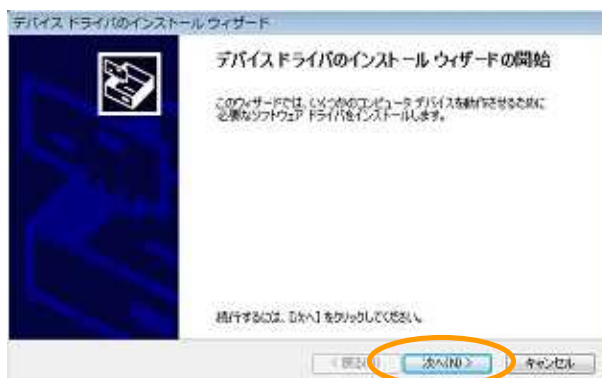 デバイス ドライバのインストール ウィザード
デバイス ドライバのインストール ウィザードの開始
このウィザードでは、いくつかのコンピュータ デバイスを動作させるために
必要なソフトウェア ドライバをインストールします。
続行するには、[次へ] をクリックしてください。
< 戻る(B) 次へ(N) > キャンセル